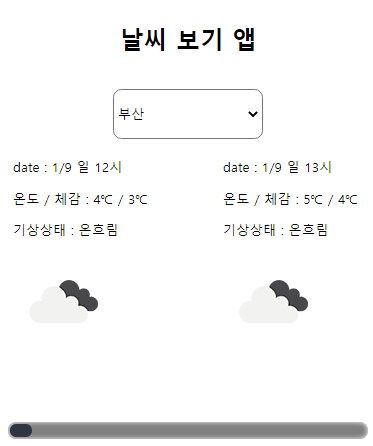 날씨 보기 앱
부산
date : 1/9 일 12시
온도 / 체감 : 4℃ / 3℃
기상상태 : 온흐림
date : 1/9 일 13시
온도 / 체감 : 5℃ / 4℃
기상상태 : 온흐림